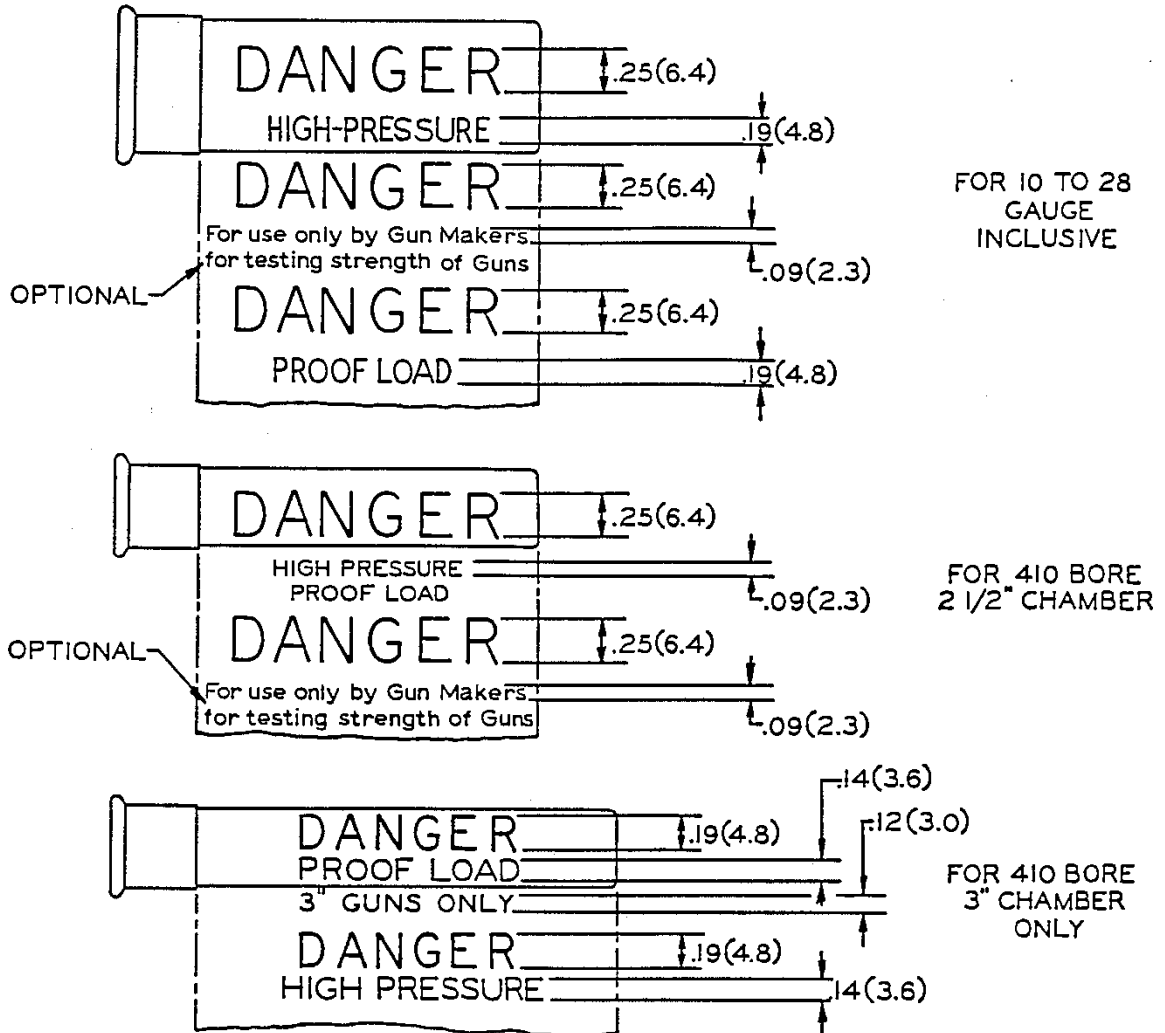 DANGER .25(6.4)
HIGH-PRESSURE .19(4.8)
DANGER .25(6.4)
FOR 10 TO 28
GAUGE
INCLUSIVE
For use only by Gun Makers
for testing strength of Guns .09(2.3)
OPTIONAL
DANGER .25(6.4)
PROOF LOAD .19(4.8)
DANGER .25(6.4)
HIGH PRESSURE
PROOF LOAD .09(2.3)
FOR 410 BORE
2 1/2" CHAMBER
DANGER .25(6.4)
OPTIONAL
For use only by Gun Makers
for testing strength of Guns .09(2.3)
.14(3.6)
.12(3.0)
DANGER .19(4.8)
PROOF LOAD
3" GUNS ONLY
FOR 410 BORE
3" CHAMBER
ONLY
DANGER .19(4.8)
HIGH PRESSURE .14(3.6)